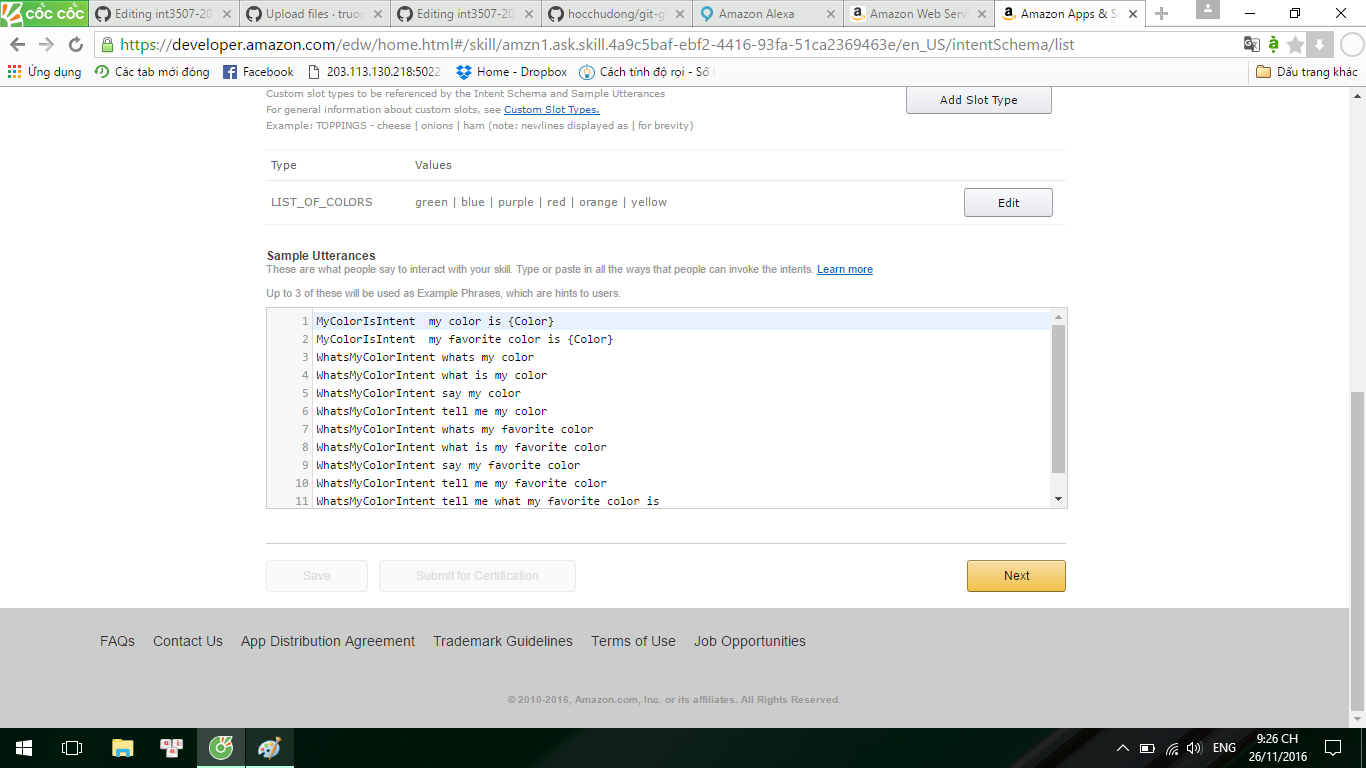 cốc cốc
Editing int3507-20
Upload files · truor
Editing int3507-20
hocchudong/git-g
Amazon Alexa
Amazon Web Servi
Amazon Apps & Se
https://developer.amazon.com/edw/home.html#/skill/amzn1.ask.skill.4a9c5baf-ebf2-4416-93fa-51ca2369463e/en_US/intentSchema/list
Ứng dụng
Các tab mới đóng
Facebook
203.113.130.218:5022
Home - Dropbox
Cách tính độ rọi - Số
Dấu trang khác
Custom slot types to be referenced by the Intent Schema and Sample Utterances
For general information about custom slots, see Custom Slot Types.
Example: TOPPINGS - cheese | onions | ham (note: newlines displayed as | for brevity)
Add Slot Type
Type Values
LIST_OF_COLORS green | blue | purple | red | orange | yellow Edit
Sample Utterances
These are what people say to interact with your skill. Type or paste in all the ways that people can invoke the intents. Learn more
Up to 3 of these will be used as Example Phrases, which are hints to users.
1 MyColorIsIntent  my color is {Color}
2 MyColorIsIntent  my favorite color is {Color}
3 WhatsMyColorIntent whats my color
4 WhatsMyColorIntent what is my color
5 WhatsMyColorIntent say my color
6 WhatsMyColorIntent tell me my color
7 WhatsMyColorIntent whats my favorite color
8 WhatsMyColorIntent what is my favorite color
9 WhatsMyColorIntent say my favorite color
10 WhatsMyColorIntent tell me my favorite color
11 WhatsMyColorIntent tell me what my favorite color is
Save Submit for Certification Next
FAQs Contact Us App Distribution Agreement Trademark Guidelines Terms of Use Job Opportunities
© 2010-2016, Amazon.com, Inc. or its affiliates. All Rights Reserved.
ENG
9:26 CH
26/11/2016